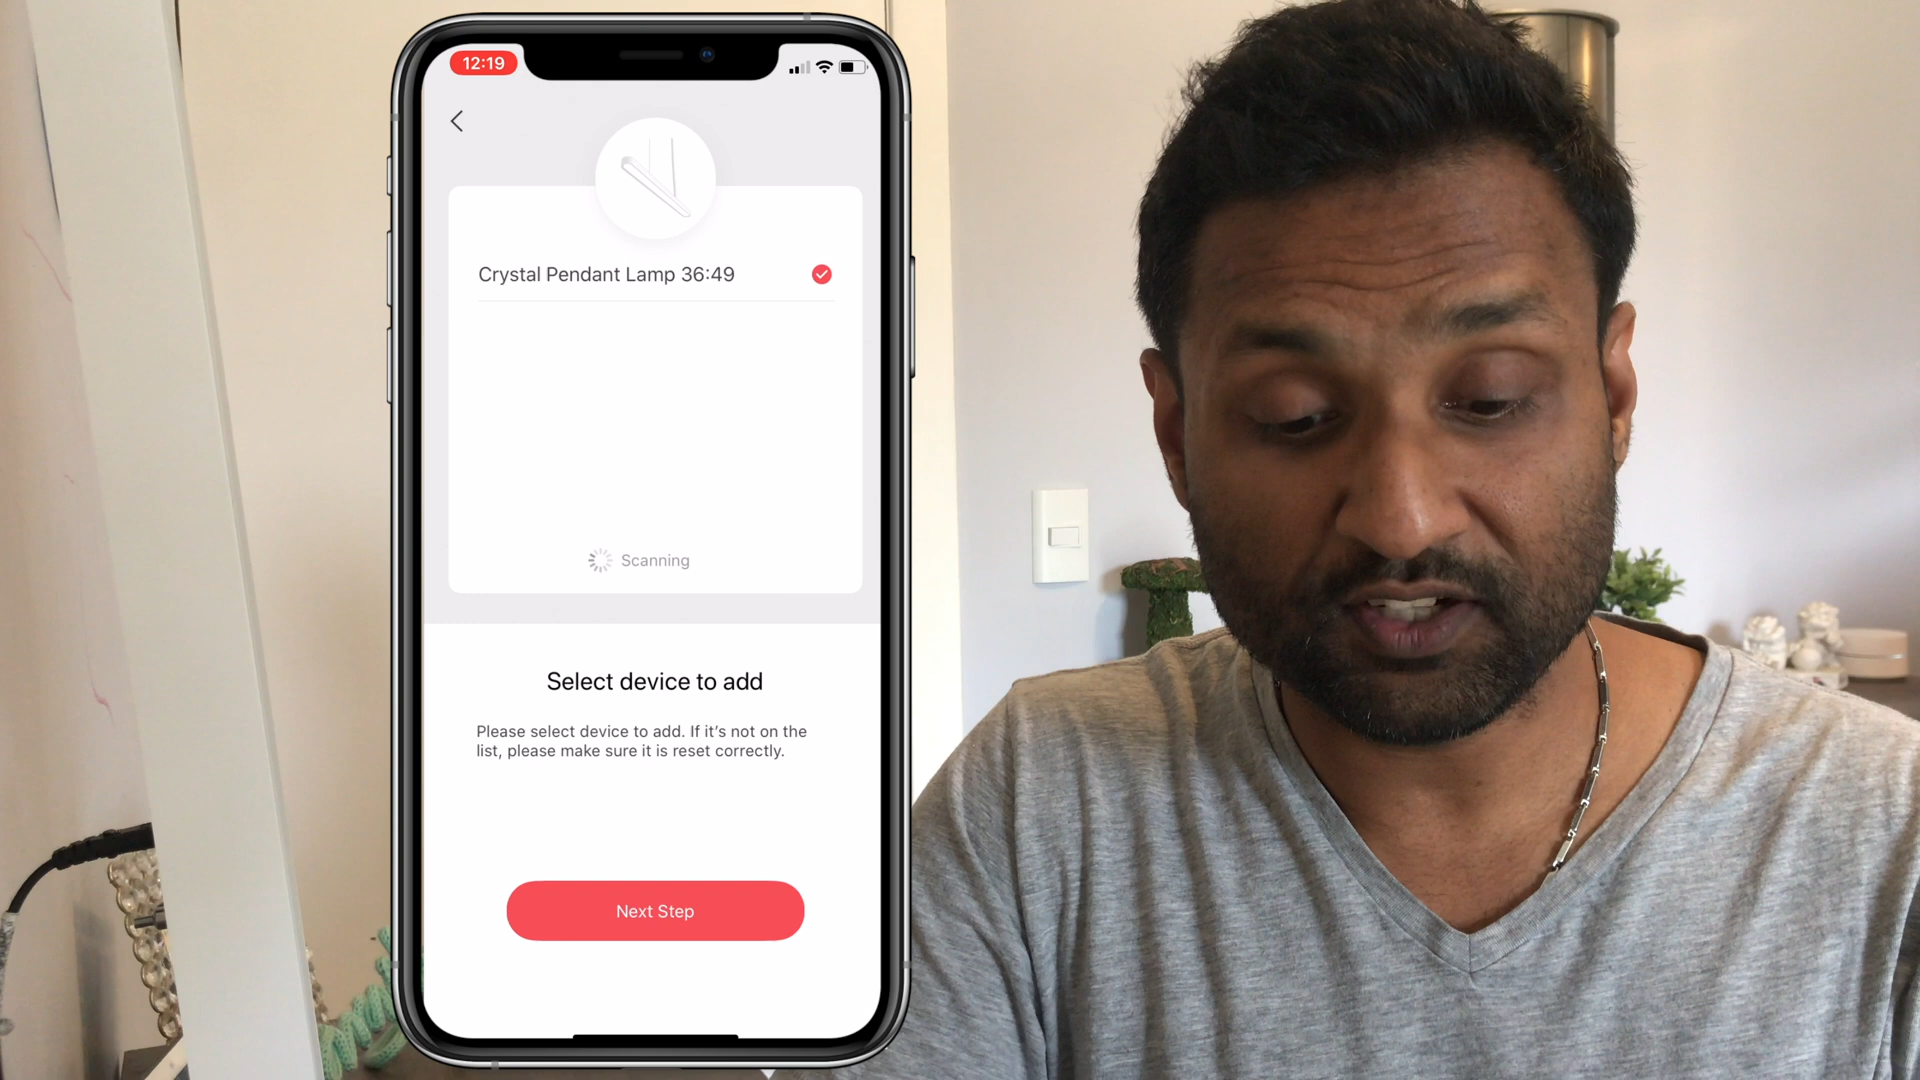 12:19
Crystal Pendant Lamp 36:49
Scanning
Select device to add
Please select device to add. If it's not on the
list, please make sure it is reset correctly.
Next Step